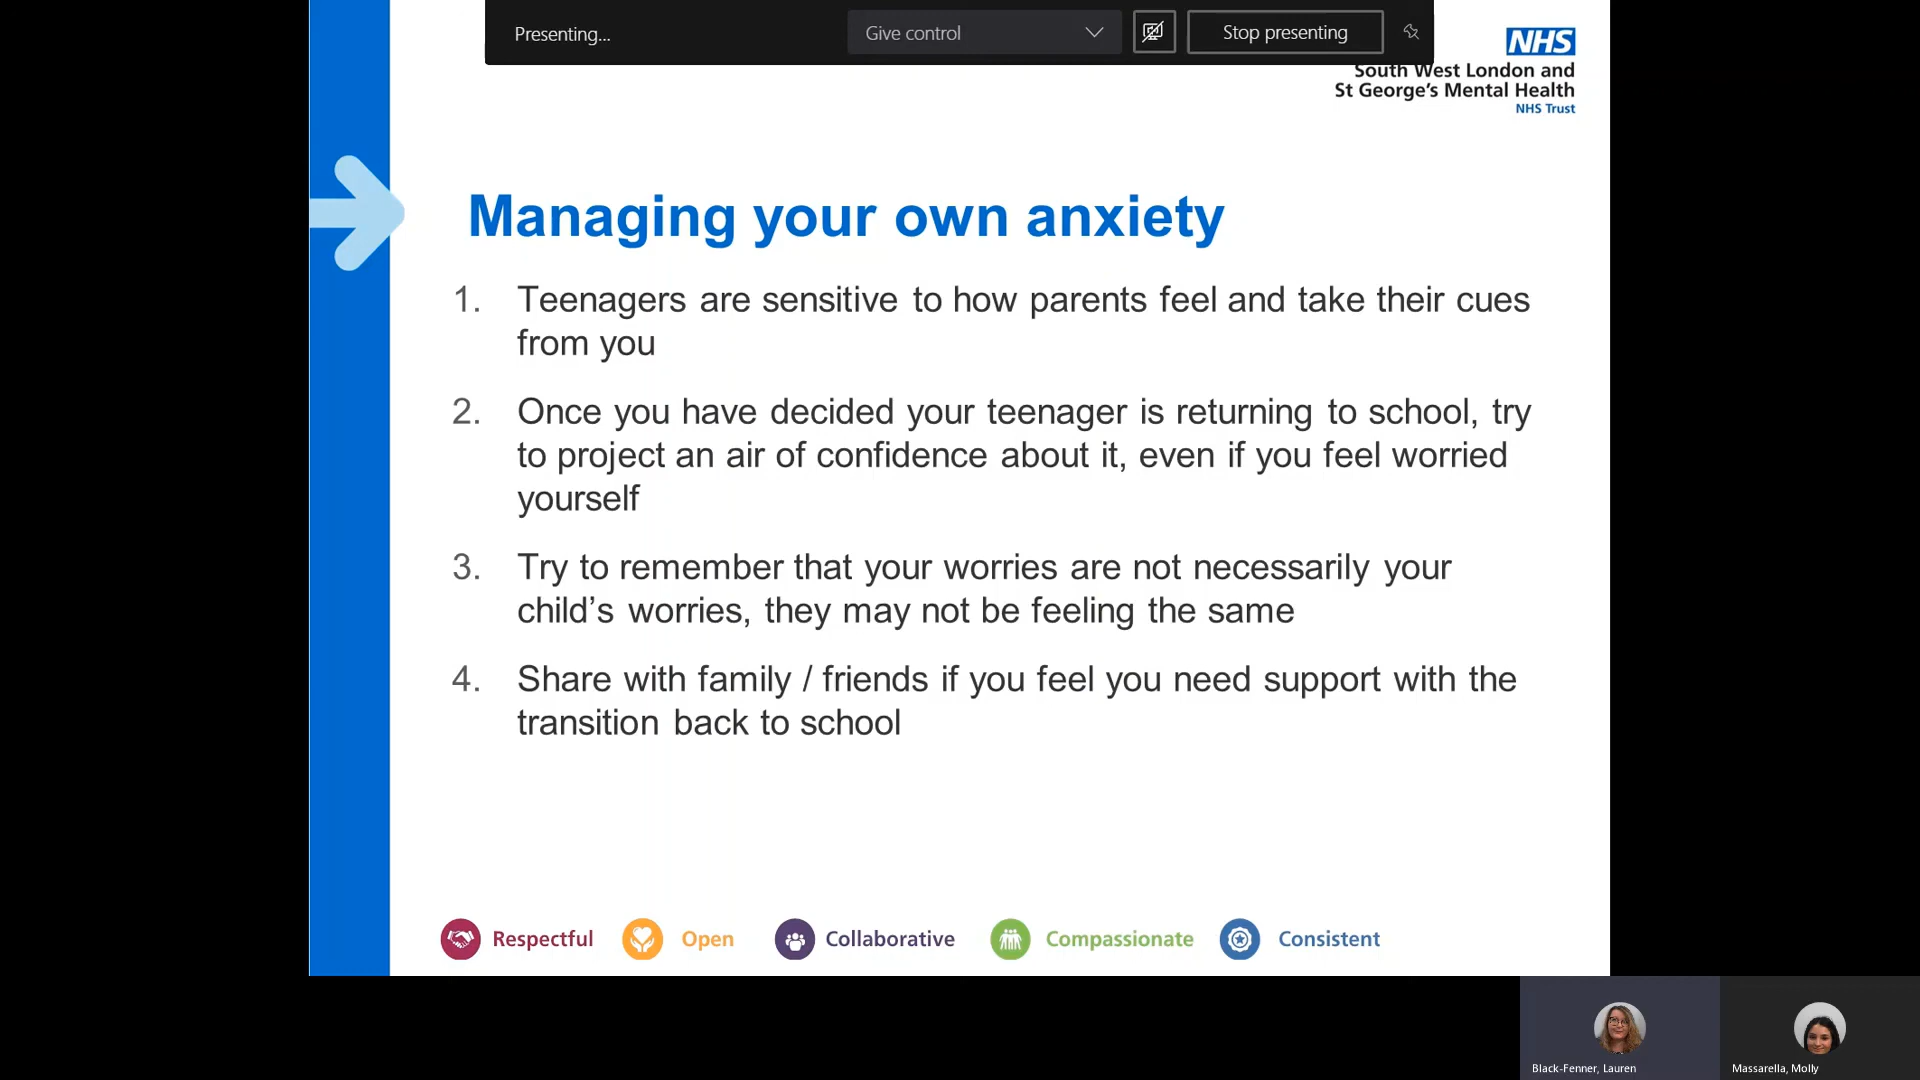 Presenting...
Give control
Stop presenting
NHS
South West London and
St George's Mental Health
NHS Trust
Managing your own anxiety
1. Teenagers are sensitive to how parents feel and take their cues
from you
2. Once you have decided your teenager is returning to school, try
to project an air of confidence about it, even if you feel worried
yourself
3. Try to remember that your worries are not necessarily your
child’s worries, they may not be feeling the same
4. Share with family / friends if you feel you need support with the
transition back to school
Respectful Open Collaborative Compassionate Consistent
Black-Fenner, Lauren
Massarella, Molly